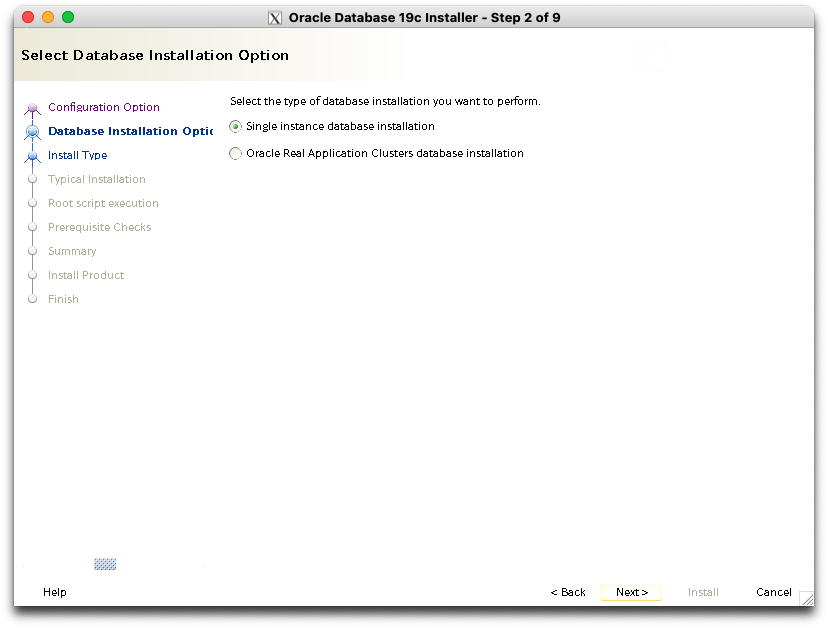 Oracle Database 19c Installer - Step 2 of 9
Select Database Installation Option
Configuration Option
Database Installation Optio
Install Type
Typical Installation
Root script execution
Prerequisite Checks
Summary
Install Product
Finish
Select the type of database installation you want to perform.
Single instance database installation
Oracle Real Application Clusters database installation
Help
< Back
Next >
Install
Cancel